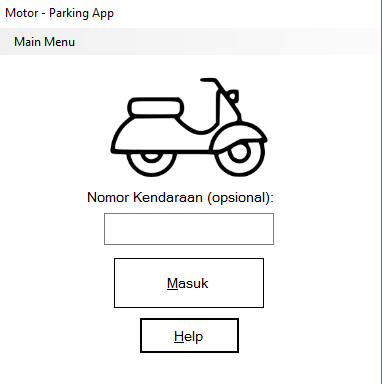 Motor - Parking App
Main Menu
Nomor Kendaraan (opsional):
Masuk
Help